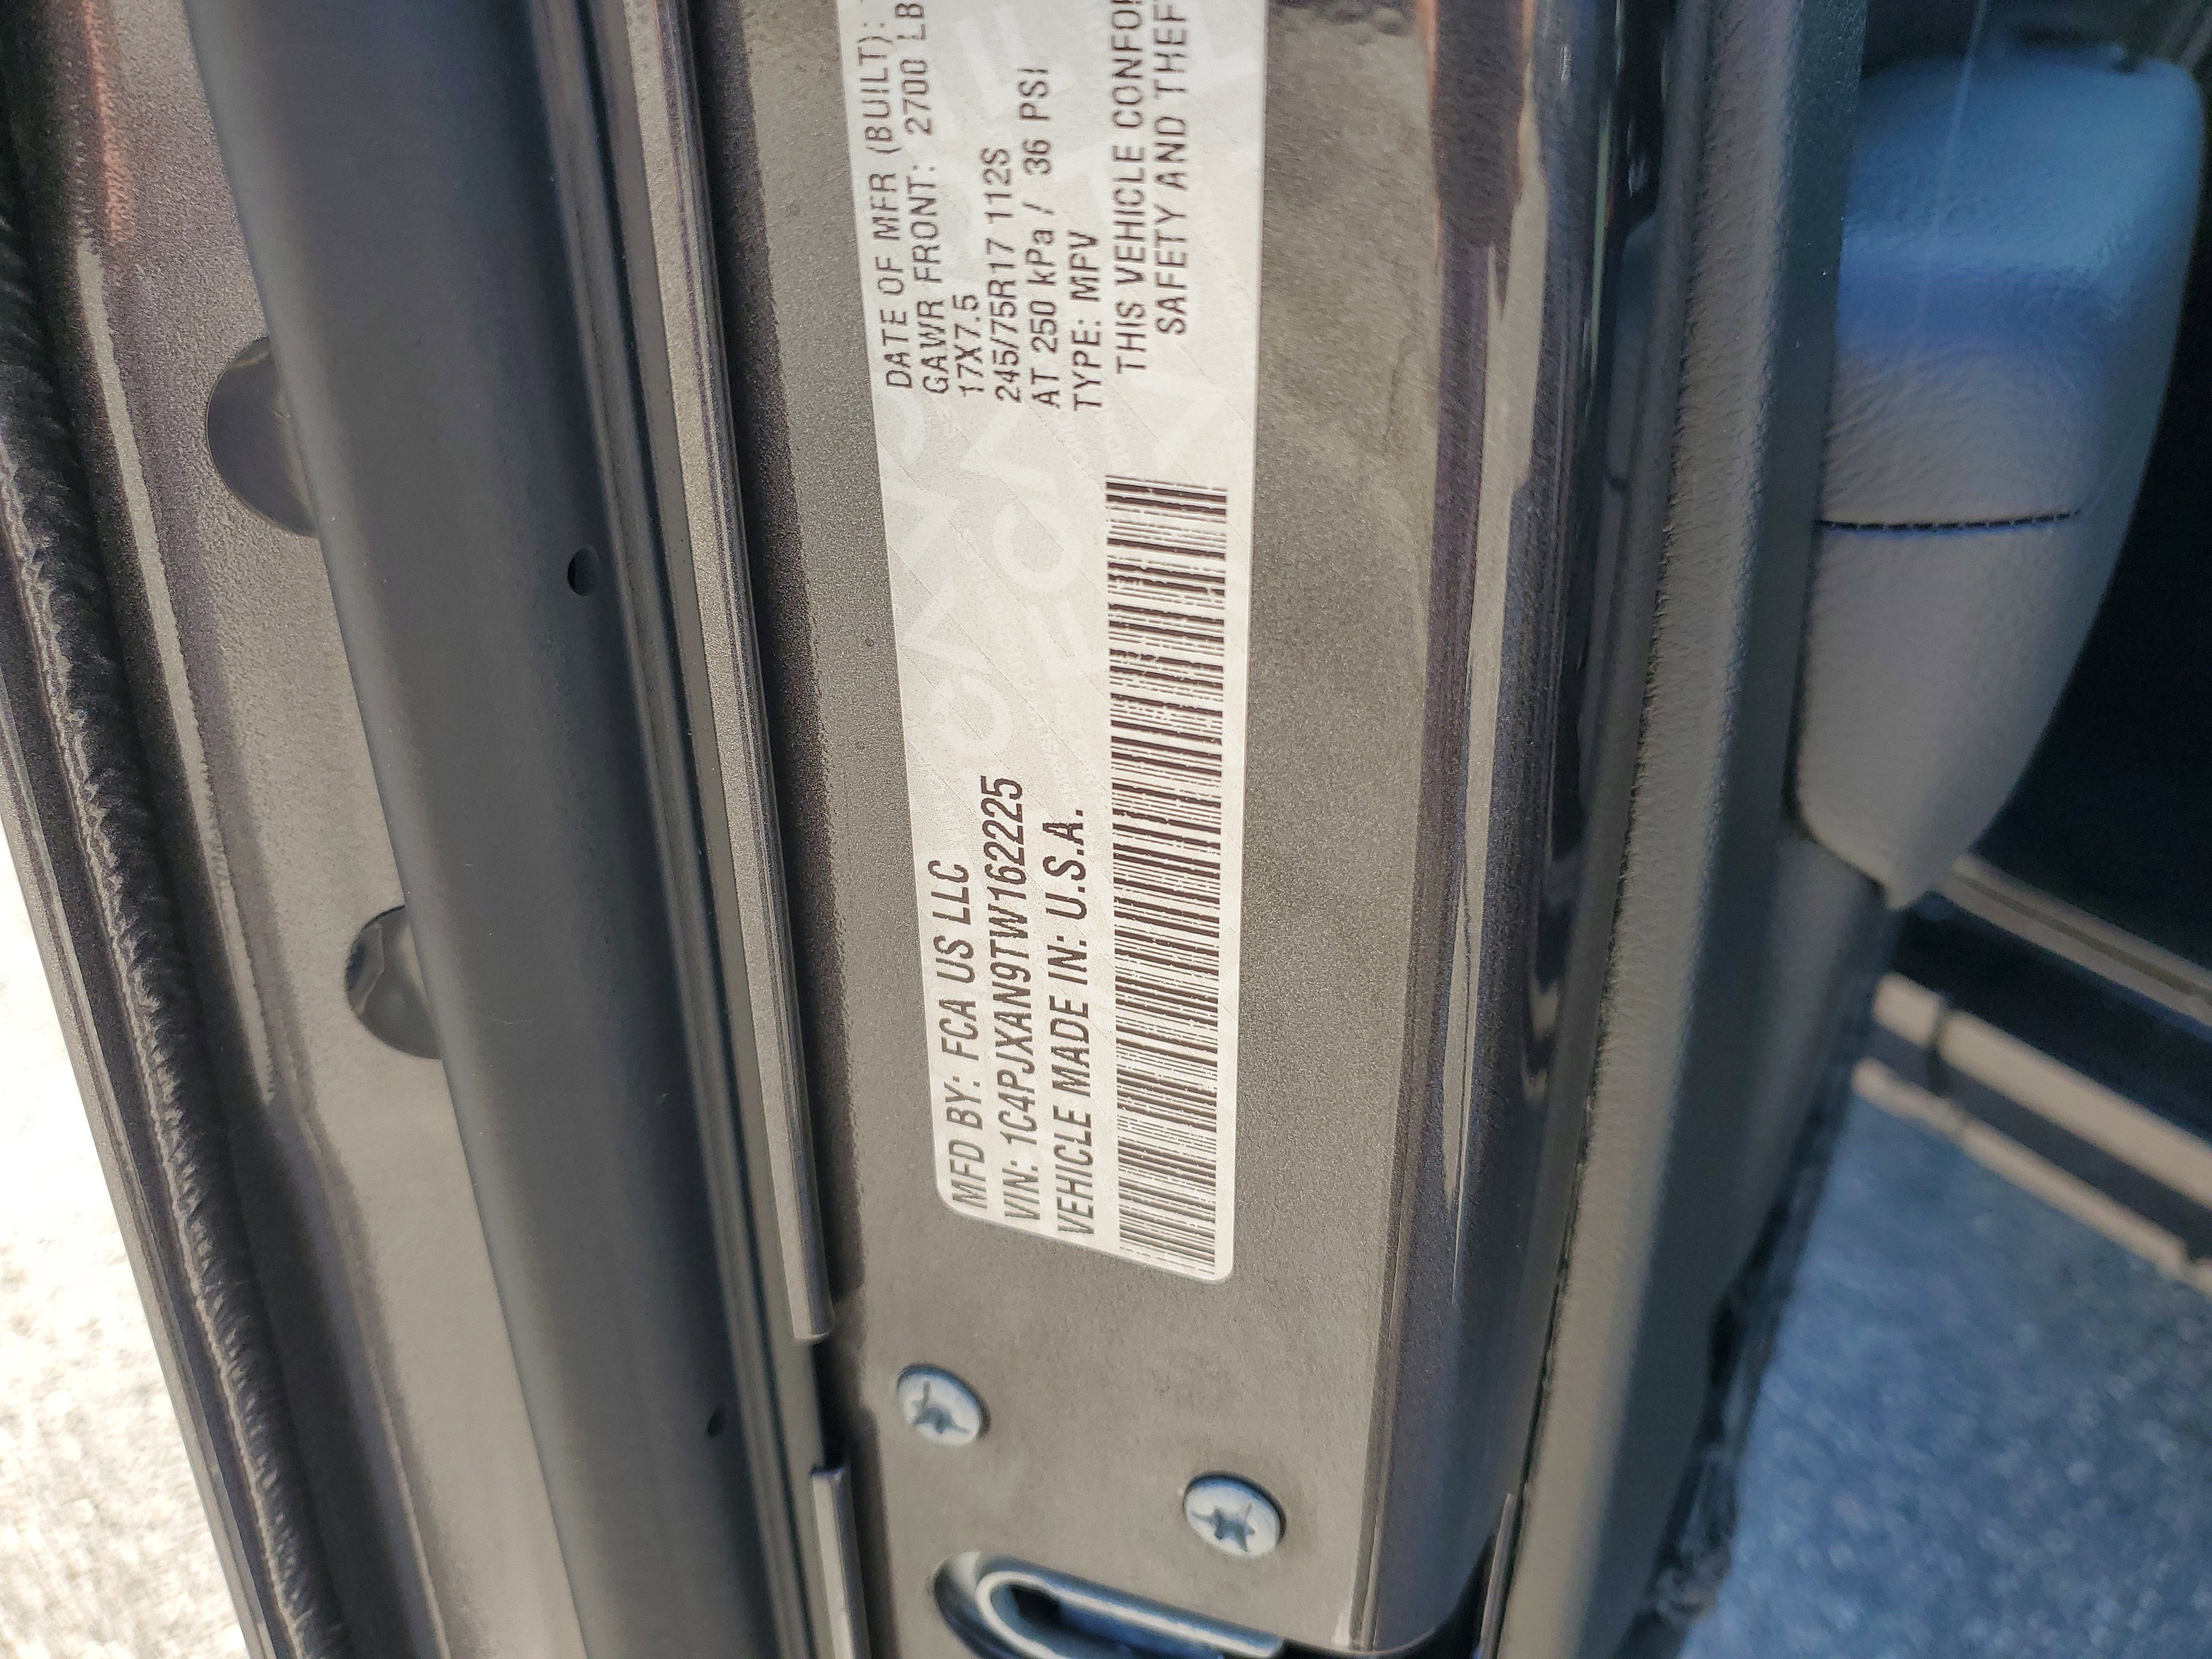 MFD BY: FCA US LLC
VIN: 1C4PJXAN9TW162225
VEHICLE MADE IN: U.S.A.
DATE OF MFR (BUILT):
GAWR FRONT: 2700 LB
17X7.5
245/75R17 112S
AT 250 kPa / 36 PSI
TYPE: MPV
THIS VEHICLE CONFOR
SAFETY AND THEF